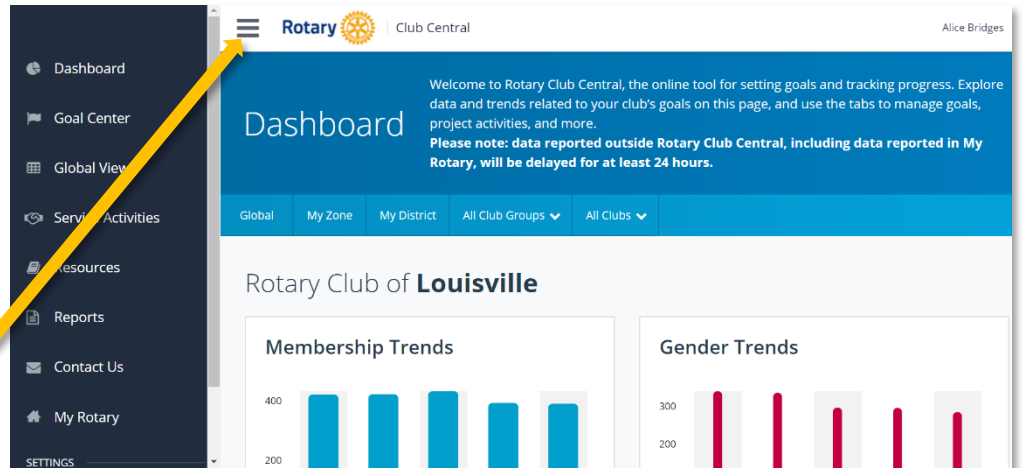 Rotary
Club Central
Alice Bridges
Dashboard
Goal Center
Global View
Service Activities
Resources
Reports
Contact Us
My Rotary
SETTINGS
Dashboard
Welcome to Rotary Club Central, the online tool for setting goals and tracking progress. Explore
data and trends related to your club's goals on this page, and use the tabs to manage goals,
project activities, and more.
Please note: data reported outside Rotary Club Central, including data reported in My
Rotary, will be delayed for at least 24 hours.
Global
My Zone
My District
All Club Groups
All Clubs
Rotary Club of Louisville
Membership Trends
400
200
Gender Trends
300
200